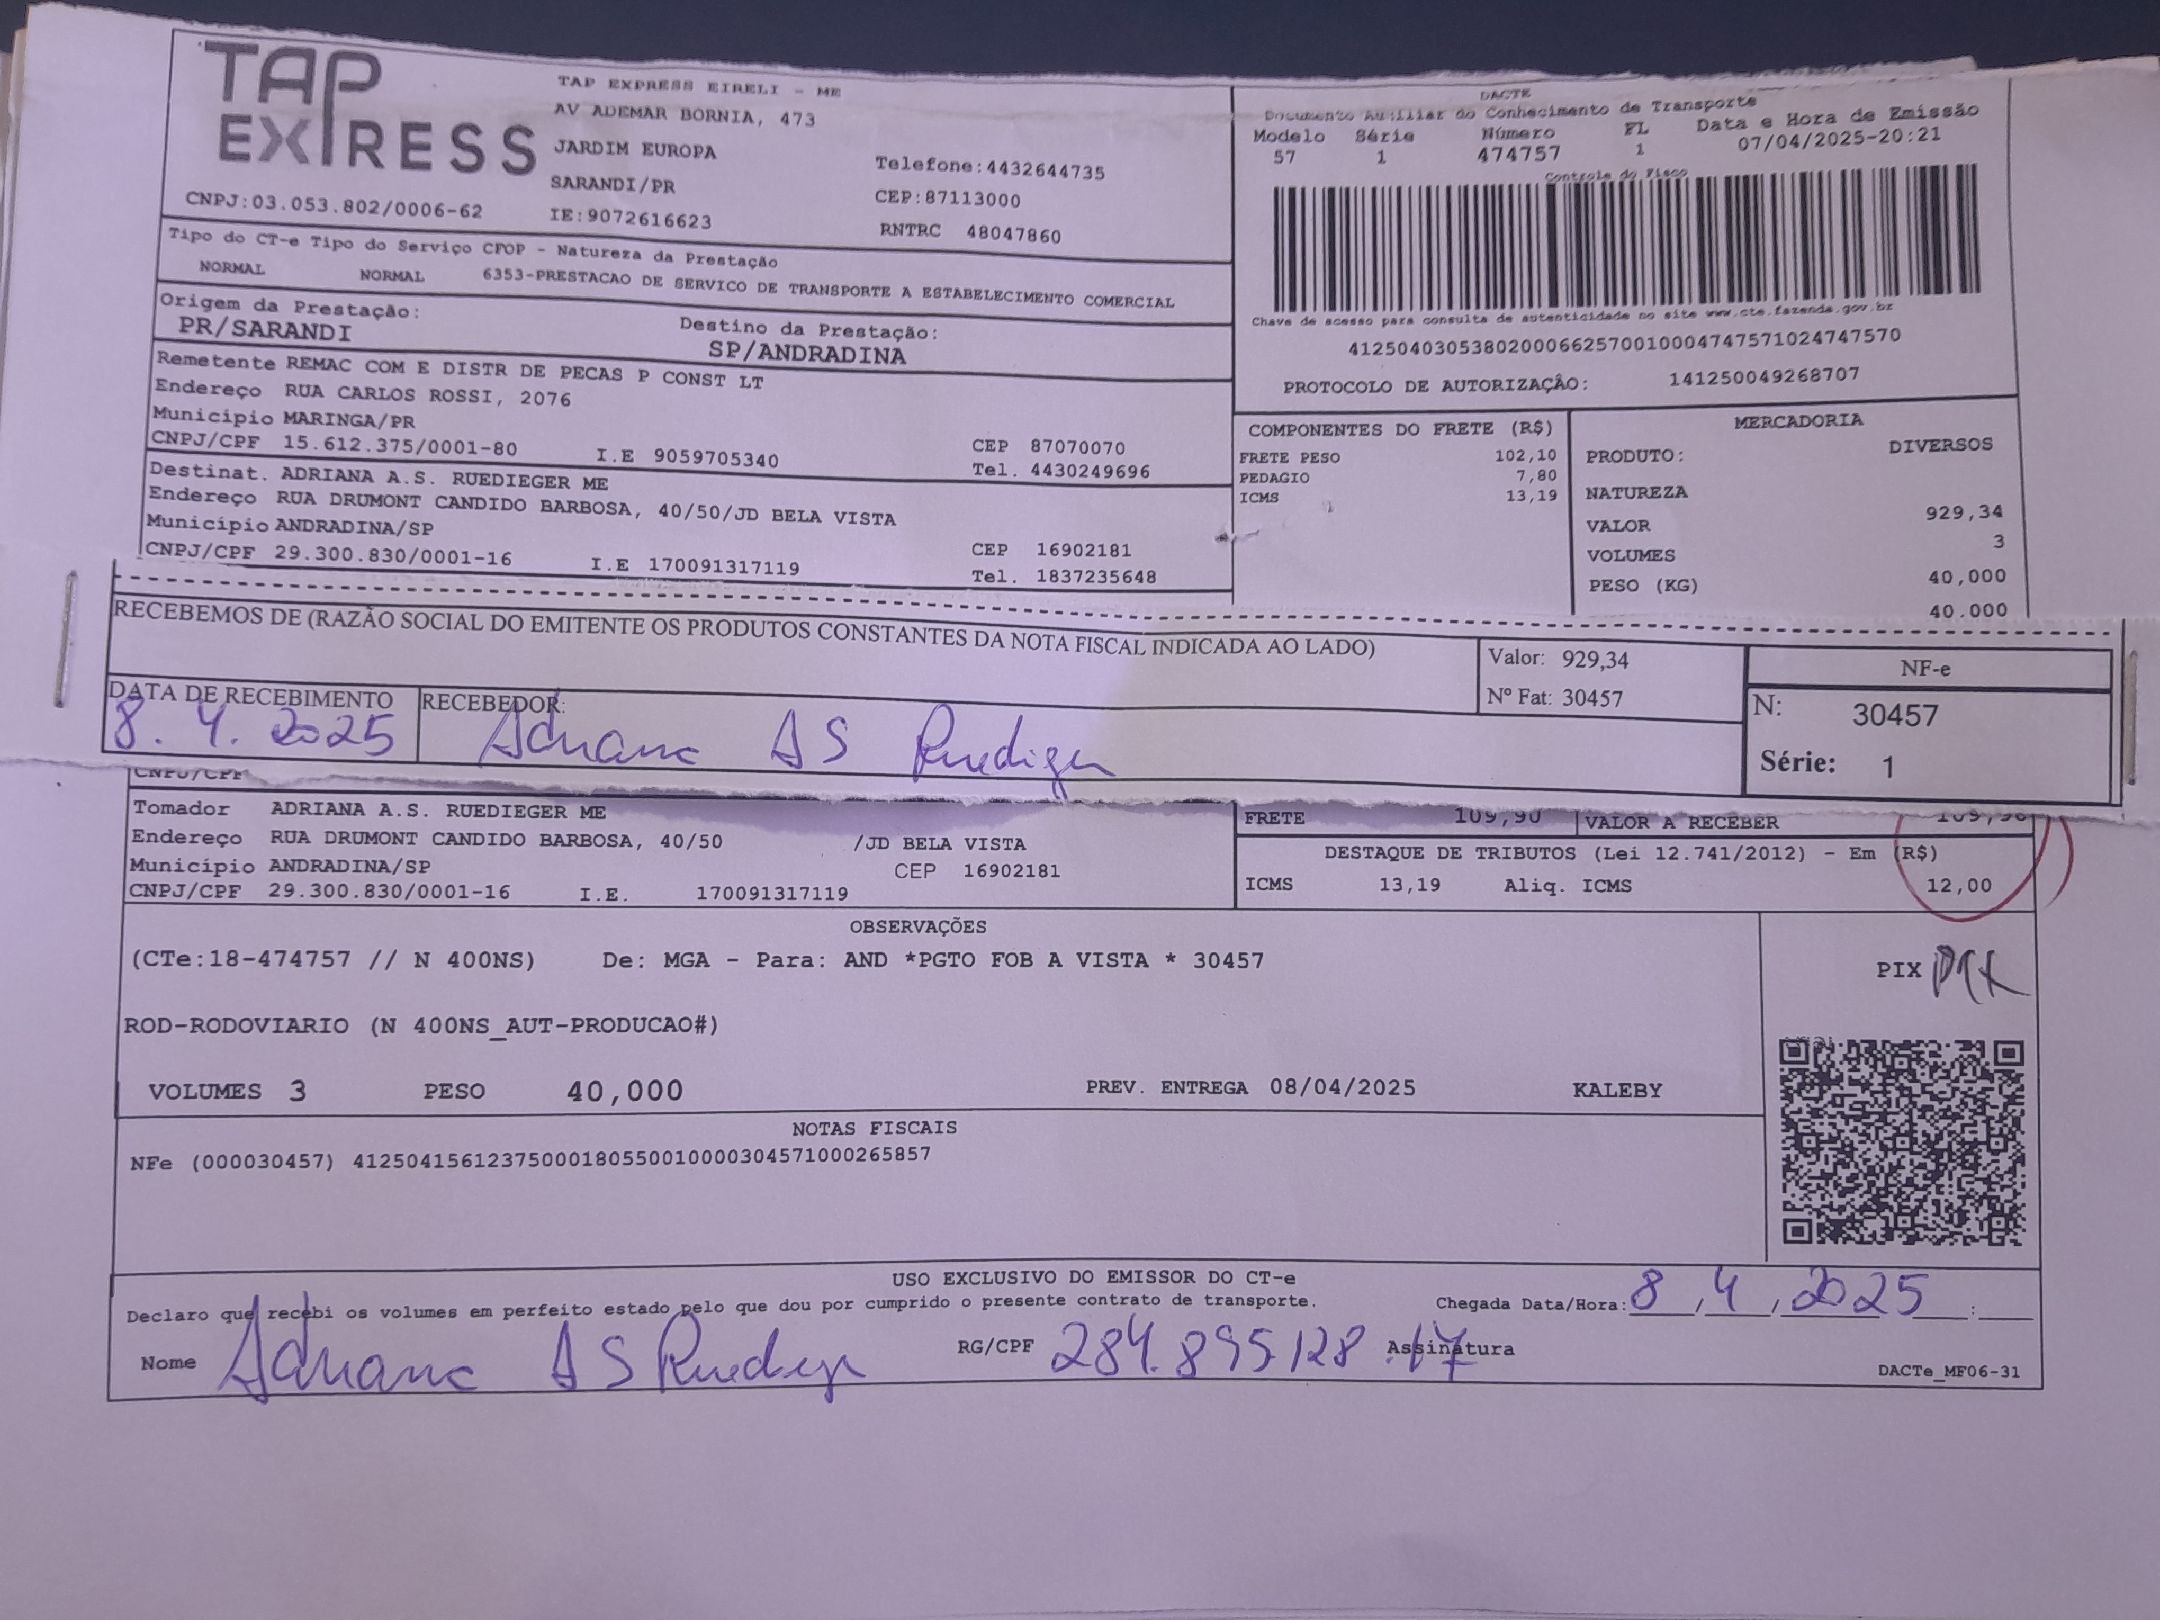 TAP EXPRESS
TAP EXPRESS EIRELI - ME
AV ADEMAR BORNIA, 473
JARDIM EUROPA
SARANDI/PR
CNPJ:03.053.802/0006-62
IE:9072616623
Telefone:4432644735
CEP:87113000
RNTRC 48047860
DACTE
Documento Auxiliar do Conhecimento de Transporte
Modelo Série Número FL Data e Hora de Emissão
57 1 474757 1 07/04/2025-20:21
Controle do Fisco
Chave de acesso para consulta de autenticidade no site www.cte.fazenda.gov.br
41250403053802000662570010004747571024747570
PROTOCOLO DE AUTORIZAÇÃO: 141250049268707
Tipo do CT-e Tipo do Serviço CFOP - Natureza da Prestação
NORMAL NORMAL 6353-PRESTACAO DE SERVICO DE TRANSPORTE A ESTABELECIMENTO COMERCIAL
Origem da Prestação: Destino da Prestação:
PR/SARANDI SP/ANDRADINA
Remetente REMAC COM E DISTR DE PECAS P CONST LT
Endereço RUA CARLOS ROSSI, 2076
Município MARINGA/PR CEP 87070070
CNPJ/CPF 15.612.375/0001-80 I.E 9059705340 Tel. 4430249696
Destinat. ADRIANA A.S. RUEDIEGER ME
Endereço RUA DRUMONT CANDIDO BARBOSA, 40/50/JD BELA VISTA
Município ANDRADINA/SP CEP 16902181
CNPJ/CPF 29.300.830/0001-16 I.E 170091317119 Tel. 1837235648
COMPONENTES DO FRETE (R$)
FRETE PESO 102,10
PEDAGIO 7,80
ICMS 13,19
MERCADORIA
PRODUTO: DIVERSOS
NATUREZA
VALOR 929,34
VOLUMES 3
PESO (KG) 40,000
40.000
RECEBEMOS DE (RAZÃO SOCIAL DO EMITENTE OS PRODUTOS CONSTANTES DA NOTA FISCAL INDICADA AO LADO)
Valor: 929,34
Nº Fat: 30457
NF-e
N: 30457
Série: 1
DATA DE RECEBIMENTO RECEBEDOR:
8. 4. 2025 Adriana A S Ruediger
CNPJ/CPF
Tomador ADRIANA A.S. RUEDIEGER ME
Endereço RUA DRUMONT CANDIDO BARBOSA, 40/50 /JD BELA VISTA
Município ANDRADINA/SP CEP 16902181
CNPJ/CPF 29.300.830/0001-16 I.E. 170091317119
FRETE 109,90 VALOR A RECEBER 109,90
DESTAQUE DE TRIBUTOS (Lei 12.741/2012) - Em (R$)
ICMS 13,19 Aliq. ICMS 12,00
OBSERVAÇÕES
(CTe:18-474757 // N 400NS) De: MGA - Para: AND *PGTO FOB A VISTA * 30457
PIX PIX
ROD-RODOVIARIO (N 400NS_AUT-PRODUCAO#)
VOLUMES 3 PESO 40,000 PREV. ENTREGA 08/04/2025 KALEBY
NOTAS FISCAIS
NFe (000030457) 41250415612375000180550010000304571000265857
USO EXCLUSIVO DO EMISSOR DO CT-e
Declaro que recebi os volumes em perfeito estado pelo que dou por cumprido o presente contrato de transporte. Chegada Data/Hora: 8 / 4 / 2025 :
Nome Adriana A S Ruediger RG/CPF 284.895.128.17 Assinatura
DACTe_MF06-31